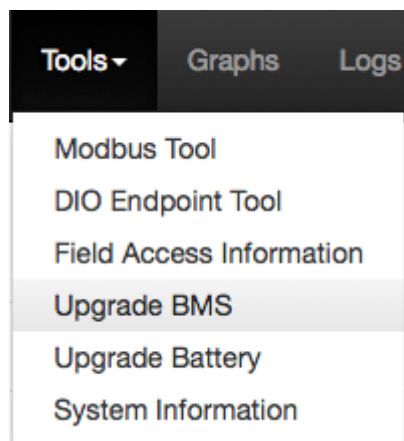 Tools Graphs Logs
Modbus Tool
DIO Endpoint Tool
Field Access Information
Upgrade BMS
Upgrade Battery
System Information